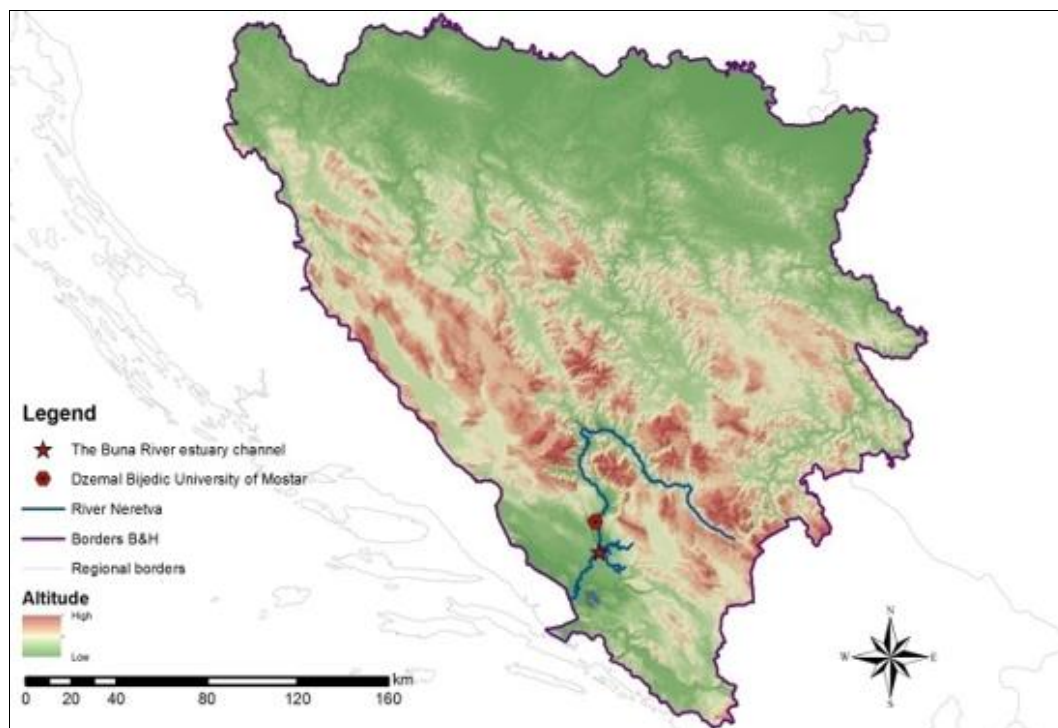 Legend
The Buna River estuary channel
Dzemal Bijedic University of Mostar
River Neretva
Borders B&H
Regional borders
Altitude
High
Low
km
0 20 40 80 120 160
N
W E
S